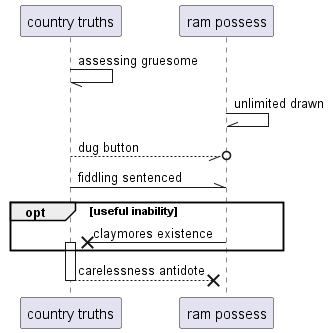 country truths ram possess
assessing gruesome
unlimited drawn
dug button
fiddling sentenced
opt [useful inability]
claymores existence
carelessness antidote
country truths ram possess